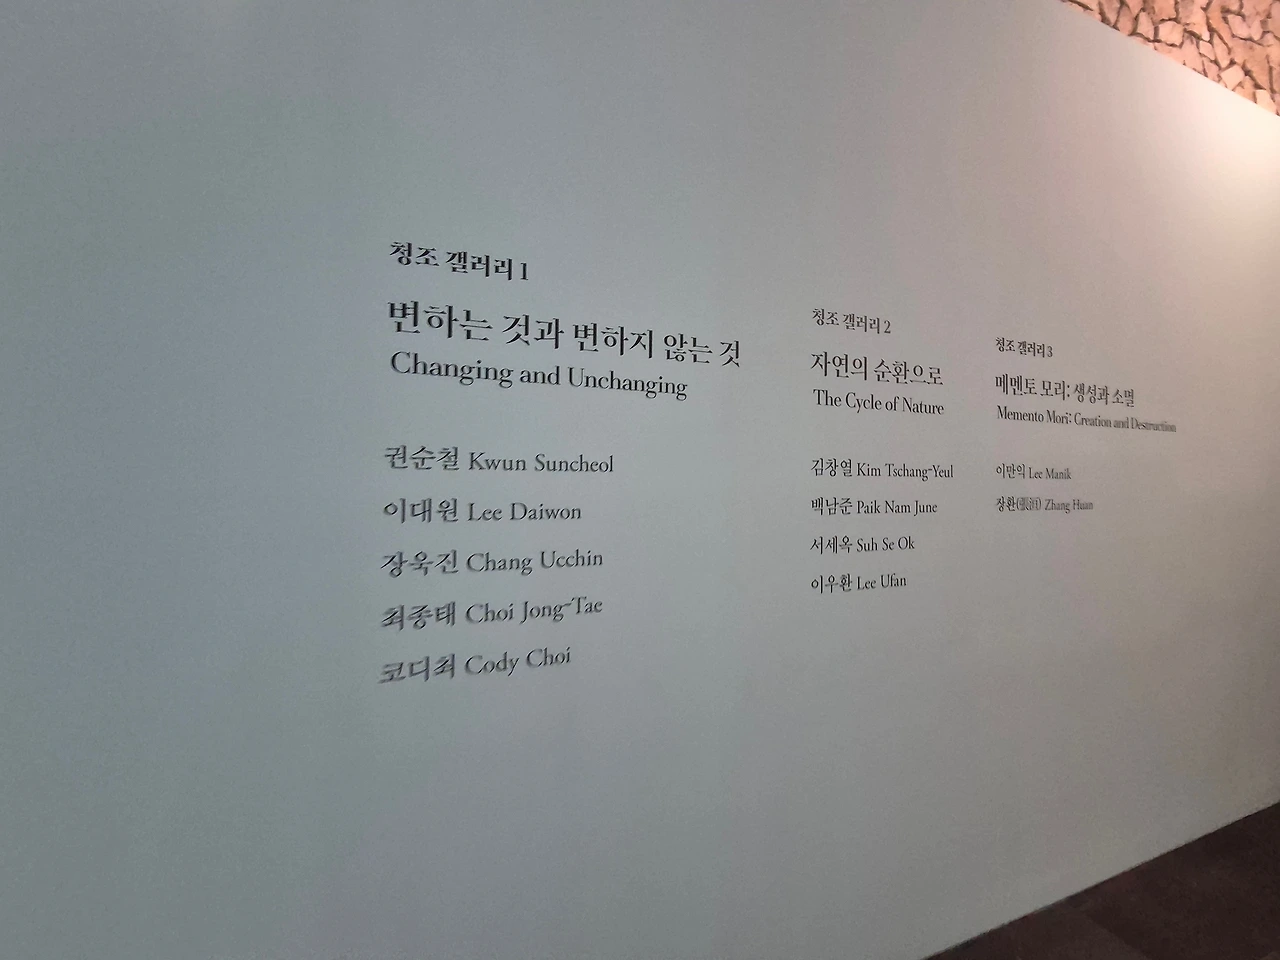 청조 갤러리 1
변하는 것과 변하지 않는 것
Changing and Unchanging
권순철 Kwun Suncheol
이대원 Lee Daiwon
장욱진 Chang Ucchin
최종태 Choi Jong-Tae
코디최 Cody Choi
청조 갤러리 2
자연의 순환으로
The Cycle of Nature
김창열 Kim Tschang-Yeul
백남준 Paik Nam June
서세옥 Suh Se Ok
이우환 Lee Ufan
청조 갤러리 3
메멘토 모리: 생성과 소멸
Memento Mori: Creation and Destruction
이만익 Lee Manik
장환(張洹) Zhang Huan